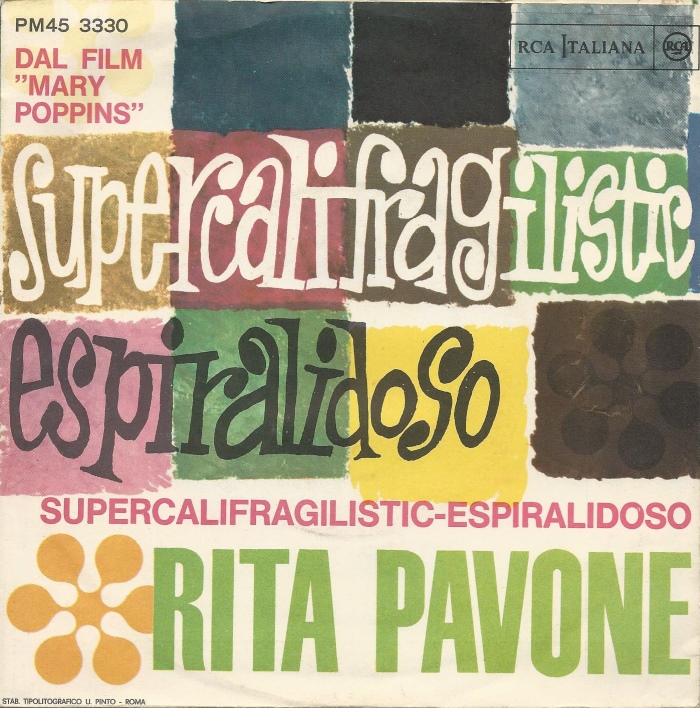 PM45 3330
RCA ITALIANA RCA
DAL FILM
"MARY
POPPINS"
supercalifragilistic
espiralidoso
SUPERCALIFRAGILISTIC-ESPIRALIDOSO
RITA PAVONE
STAB. TIPOLITOGRAFICO U. PINTO - ROMA